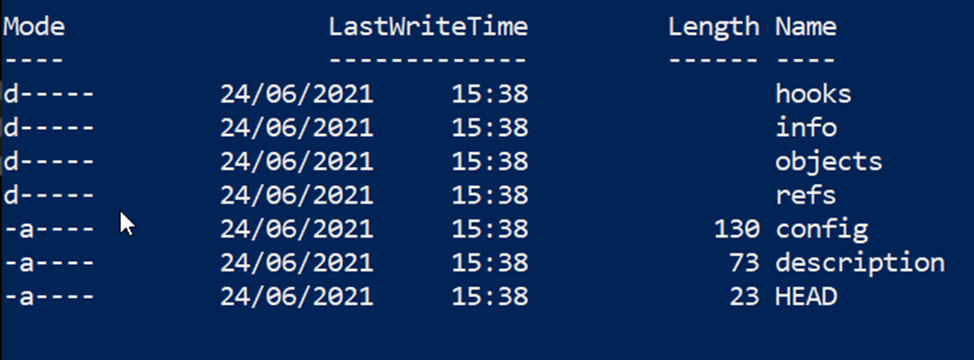 Mode                LastWriteTime         Length Name
----                -------------         ------ ----
d-----        24/06/2021     15:38                hooks
d-----        24/06/2021     15:38                info
d-----        24/06/2021     15:38                objects
d-----        24/06/2021     15:38                refs
-a----        24/06/2021     15:38            130 config
-a----        24/06/2021     15:38             73 description
-a----        24/06/2021     15:38             23 HEAD